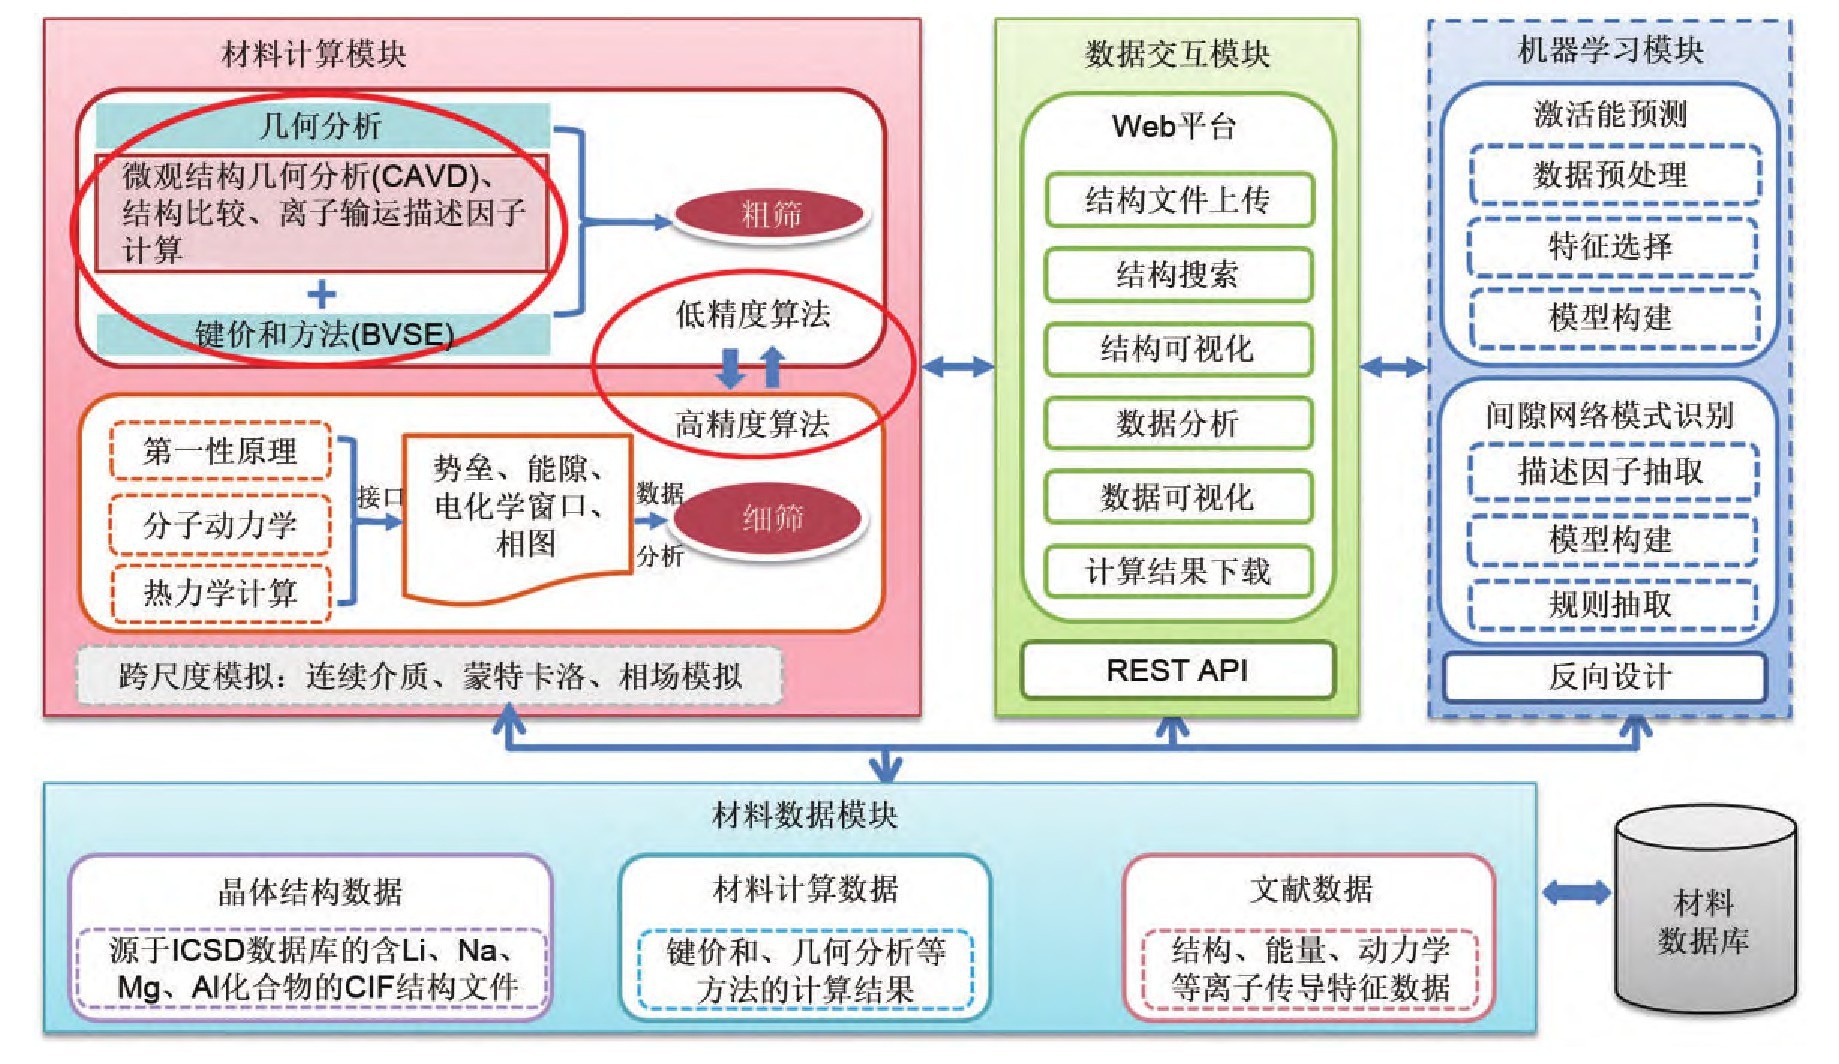 材料计算模块
几何分析
微观结构几何分析(CAVD)、
结构比较、离子输运描述因子
计算
+
键价和方法(BVSE)
粗筛
低精度算法
高精度算法
第一性原理
分子动力学
热力学计算
接口
势垒、能隙、
电化学窗口、
相图
数据
分析
细筛
跨尺度模拟：连续介质、蒙特卡洛、相场模拟
数据交互模块
Web平台
结构文件上传
结构搜索
结构可视化
数据分析
数据可视化
计算结果下载
REST API
机器学习模块
激活能预测
数据预处理
特征选择
模型构建
间隙网络模式识别
描述因子抽取
模型构建
规则抽取
反向设计
材料数据模块
晶体结构数据
源于ICSD数据库的含Li、Na、
Mg、Al化合物的CIF结构文件
材料计算数据
键价和、几何分析等
方法的计算结果
文献数据
结构、能量、动力学
等离子传导特征数据
材料
数据库